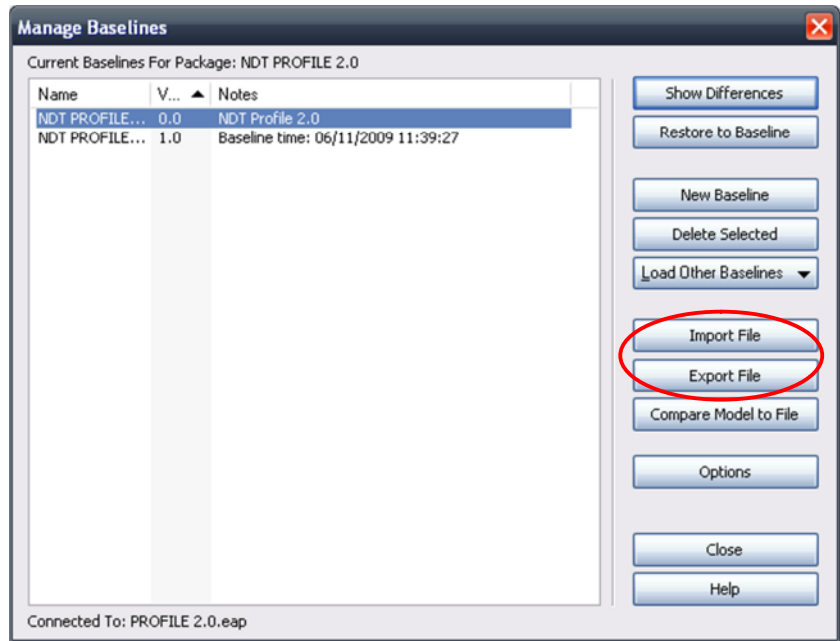 Manage Baselines
Current Baselines For Package: NDT PROFILE 2.0
Name V... Notes
NDT PROFILE... 0.0 NDT Profile 2.0
NDT PROFILE... 1.0 Baseline time: 06/11/2009 11:39:27
Show Differences
Restore to Baseline
New Baseline
Delete Selected
Load Other Baselines
Import File
Export File
Compare Model to File
Options
Close
Help
Connected To: PROFILE 2.0.eap